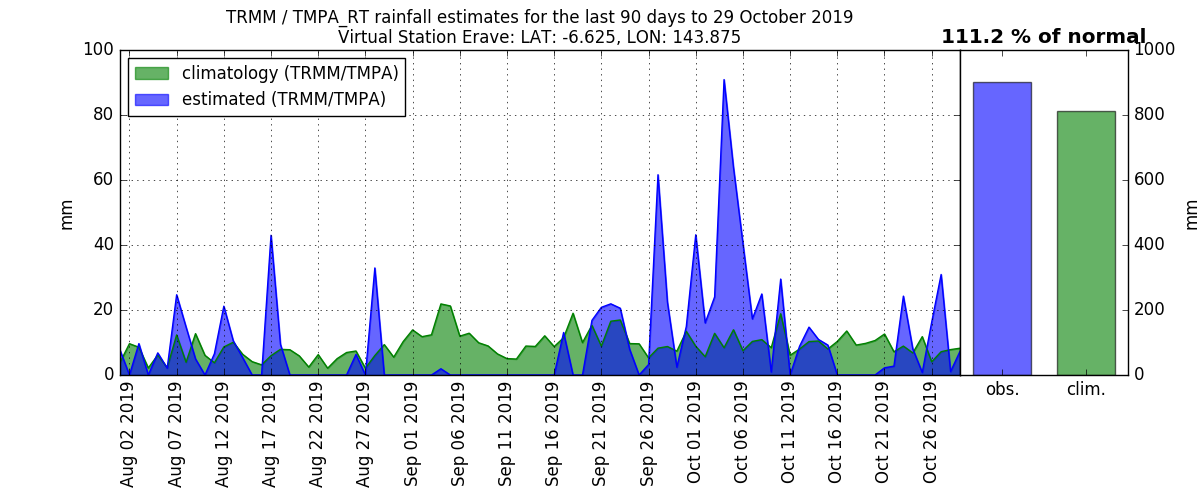 TRMM / TMPA_RT rainfall estimates for the last 90 days to 29 October 2019
Virtual Station Erave: LAT: -6.625, LON: 143.875
111.2 % of normal
climatology (TRMM/TMPA)
estimated (TRMM/TMPA)
100
80
60
40
20
0
mm
1000
800
600
400
200
0
mm
obs.
clim.
Aug 02 2019
Aug 07 2019
Aug 12 2019
Aug 17 2019
Aug 22 2019
Aug 27 2019
Sep 01 2019
Sep 06 2019
Sep 11 2019
Sep 16 2019
Sep 21 2019
Sep 26 2019
Oct 01 2019
Oct 06 2019
Oct 11 2019
Oct 16 2019
Oct 21 2019
Oct 26 2019